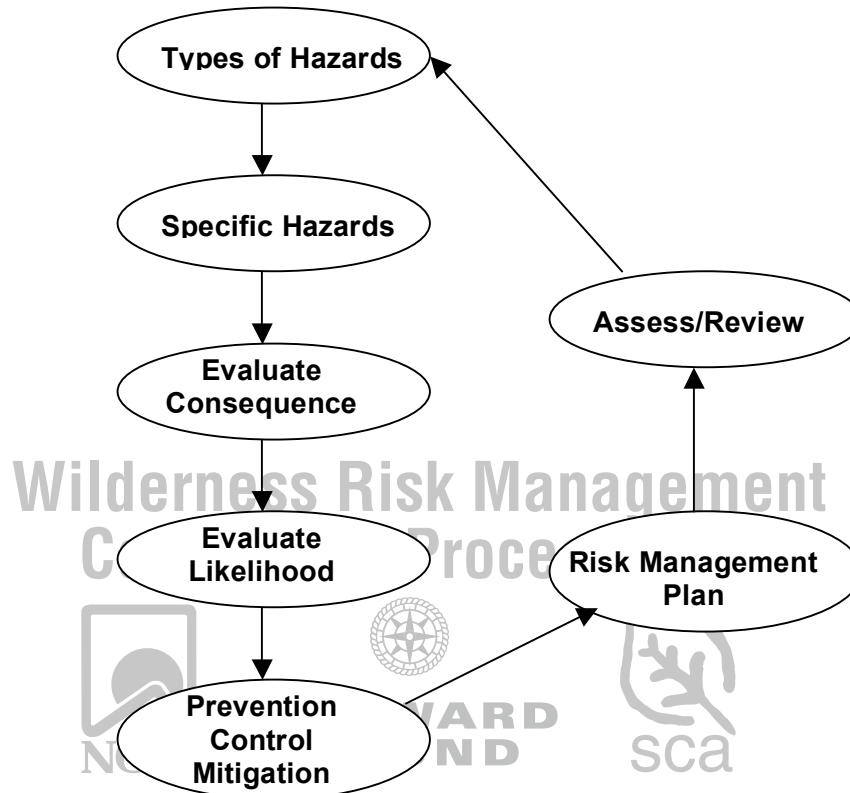 Types of Hazards
Specific Hazards
Assess/Review
Evaluate
Consequence
Wilderness Risk Management
Evaluate
Likelihood
Risk Management
Plan
Prevention
Control
Mitigation
sca